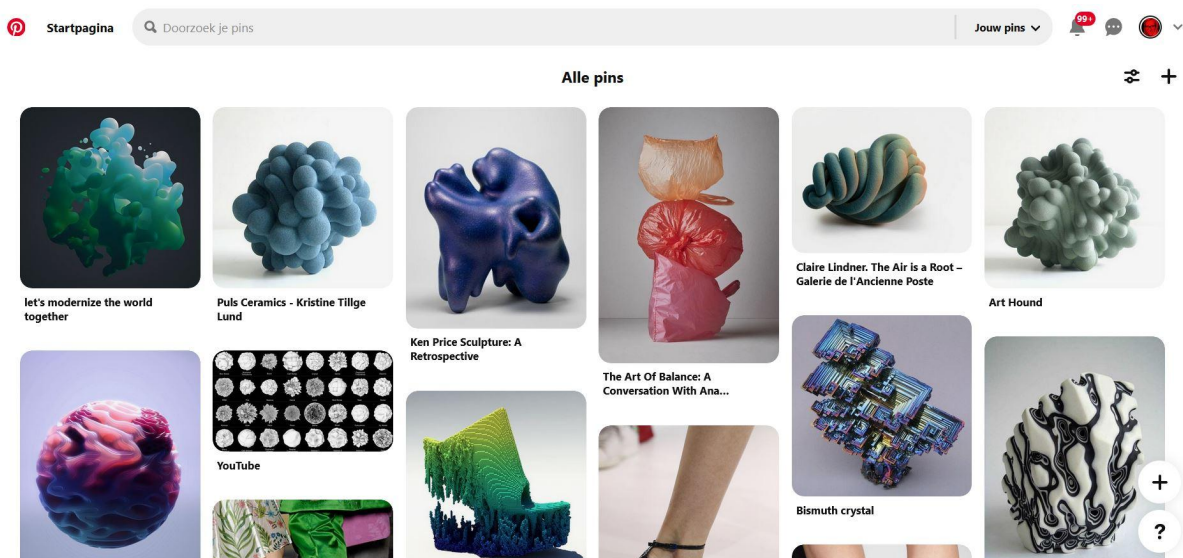 Startpagina
Doorzoek je pins
Jouw pins
99+
Alle pins
let's modernize the world
together
Puls Ceramics - Kristine Tillge
Lund
Ken Price Sculpture: A
Retrospective
The Art Of Balance: A
Conversation With Ana...
Claire Lindner. The Air is a Root –
Galerie de l'Ancienne Poste
Art Hound
YouTube
Bismuth crystal
+
?